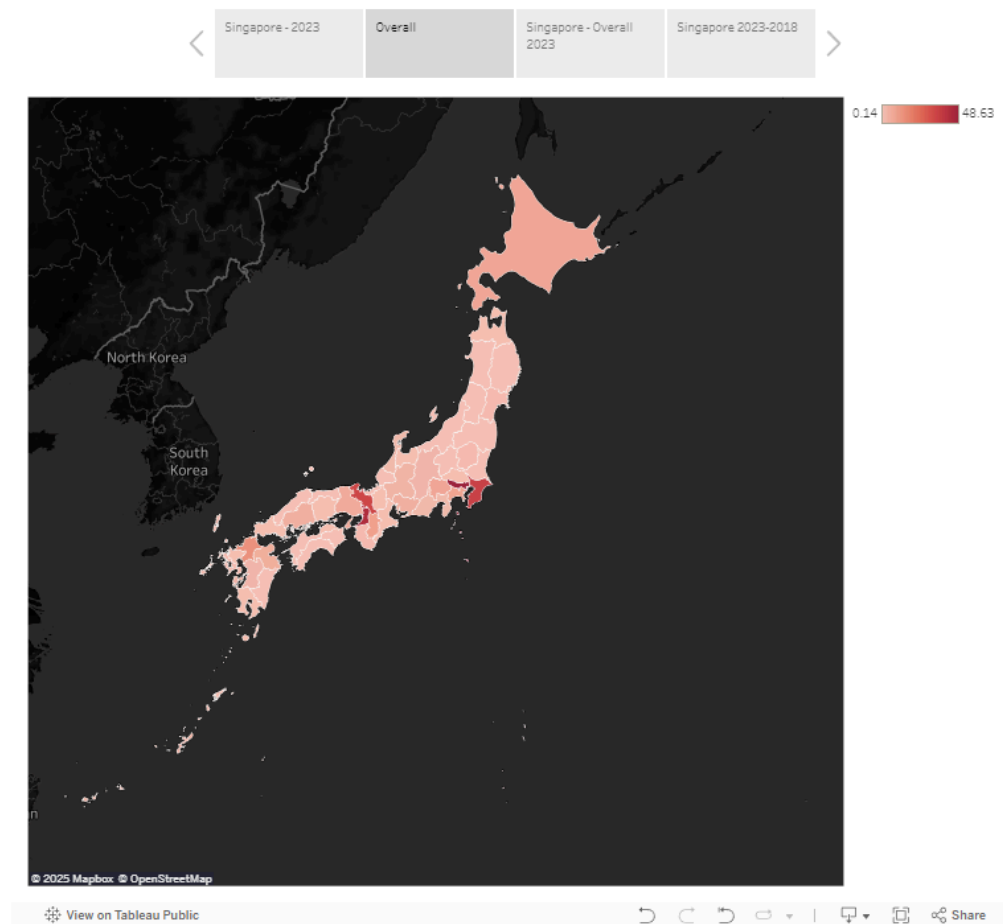 Singapore - 2023
Overall
Singapore - Overall
2023
Singapore 2023-2018
0.14
48.63
North Korea
South
Korea
© 2025 Mapbox © OpenStreetMap
View on Tableau Public
Share